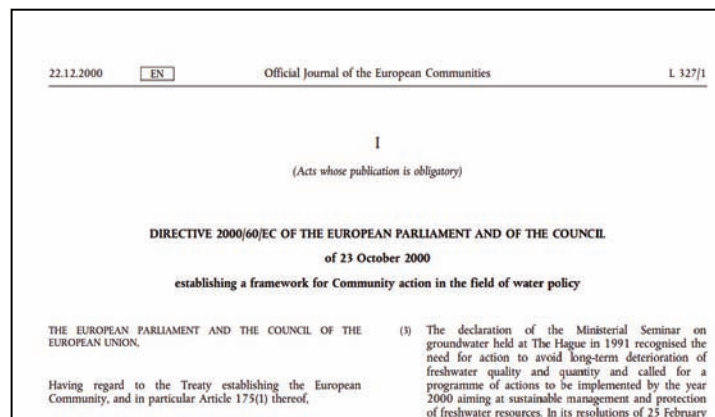 22.12.2000 EN Official Journal of the European Communities L 327/1
I
(Acts whose publication is obligatory)
DIRECTIVE 2000/60/EC OF THE EUROPEAN PARLIAMENT AND OF THE COUNCIL
of 23 October 2000
establishing a framework for Community action in the field of water policy
THE EUROPEAN PARLIAMENT AND THE COUNCIL OF THE
EUROPEAN UNION,
Having regard to the Treaty establishing the European
Community, and in particular Article 175(1) thereof,
(3) The declaration of the Ministerial Seminar on
groundwater held at The Hague in 1991 recognised the
need for action to avoid long-term deterioration of
freshwater quality and quantity and called for a
programme of actions to be implemented by the year
2000 aiming at sustainable management and protection
of freshwater resources. In its resolutions of 25 February